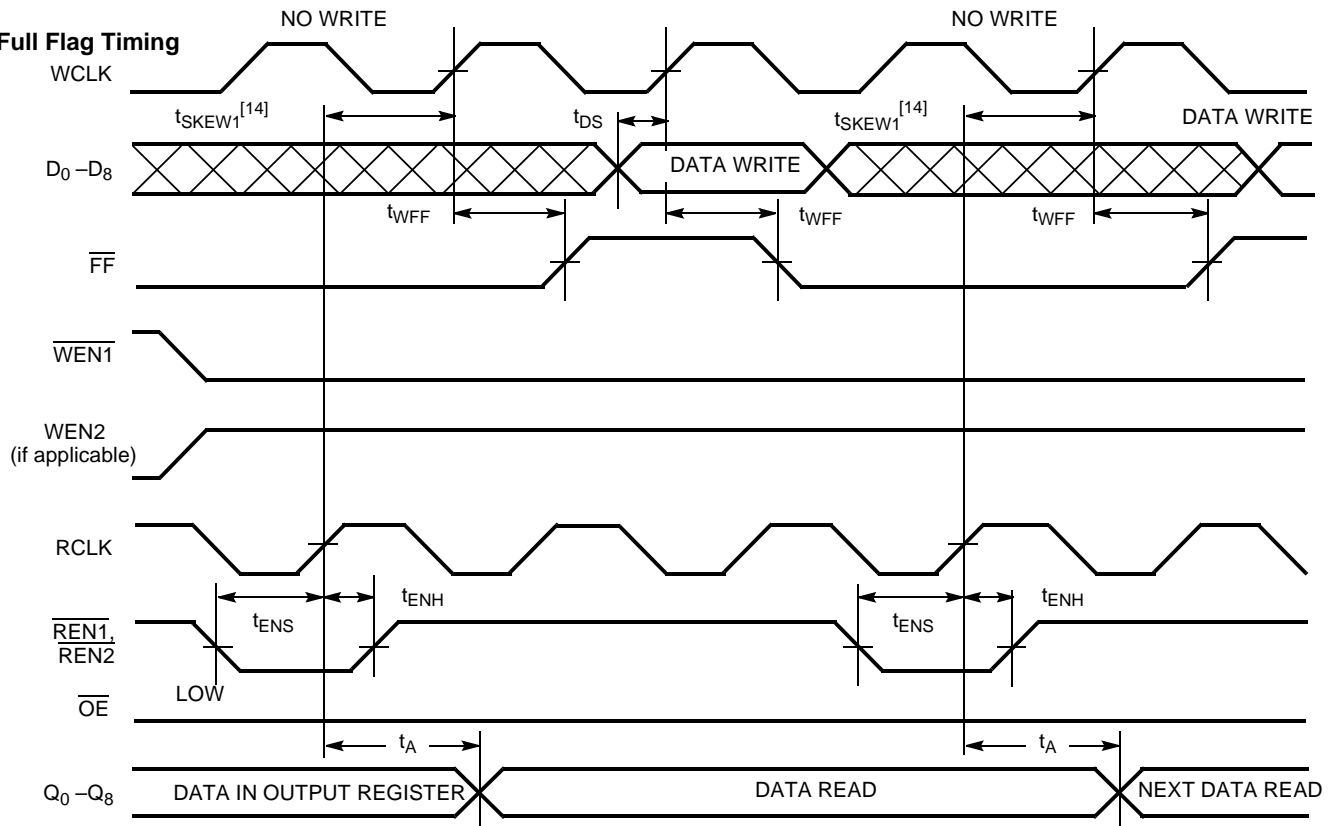 NO WRITE NO WRITE
Full Flag Timing
WCLK
tSKEW1[14] tDS tSKEW1[14] DATA WRITE
D0 –D8 DATA WRITE
tWFF tWFF tWFF
FF
WEN1
WEN2
(if applicable)
RCLK
tENH tENH
REN1, tENS tENS
REN2
LOW
OE
tA tA
Q0 –Q8 DATA IN OUTPUT REGISTER DATA READ NEXT DATA READ